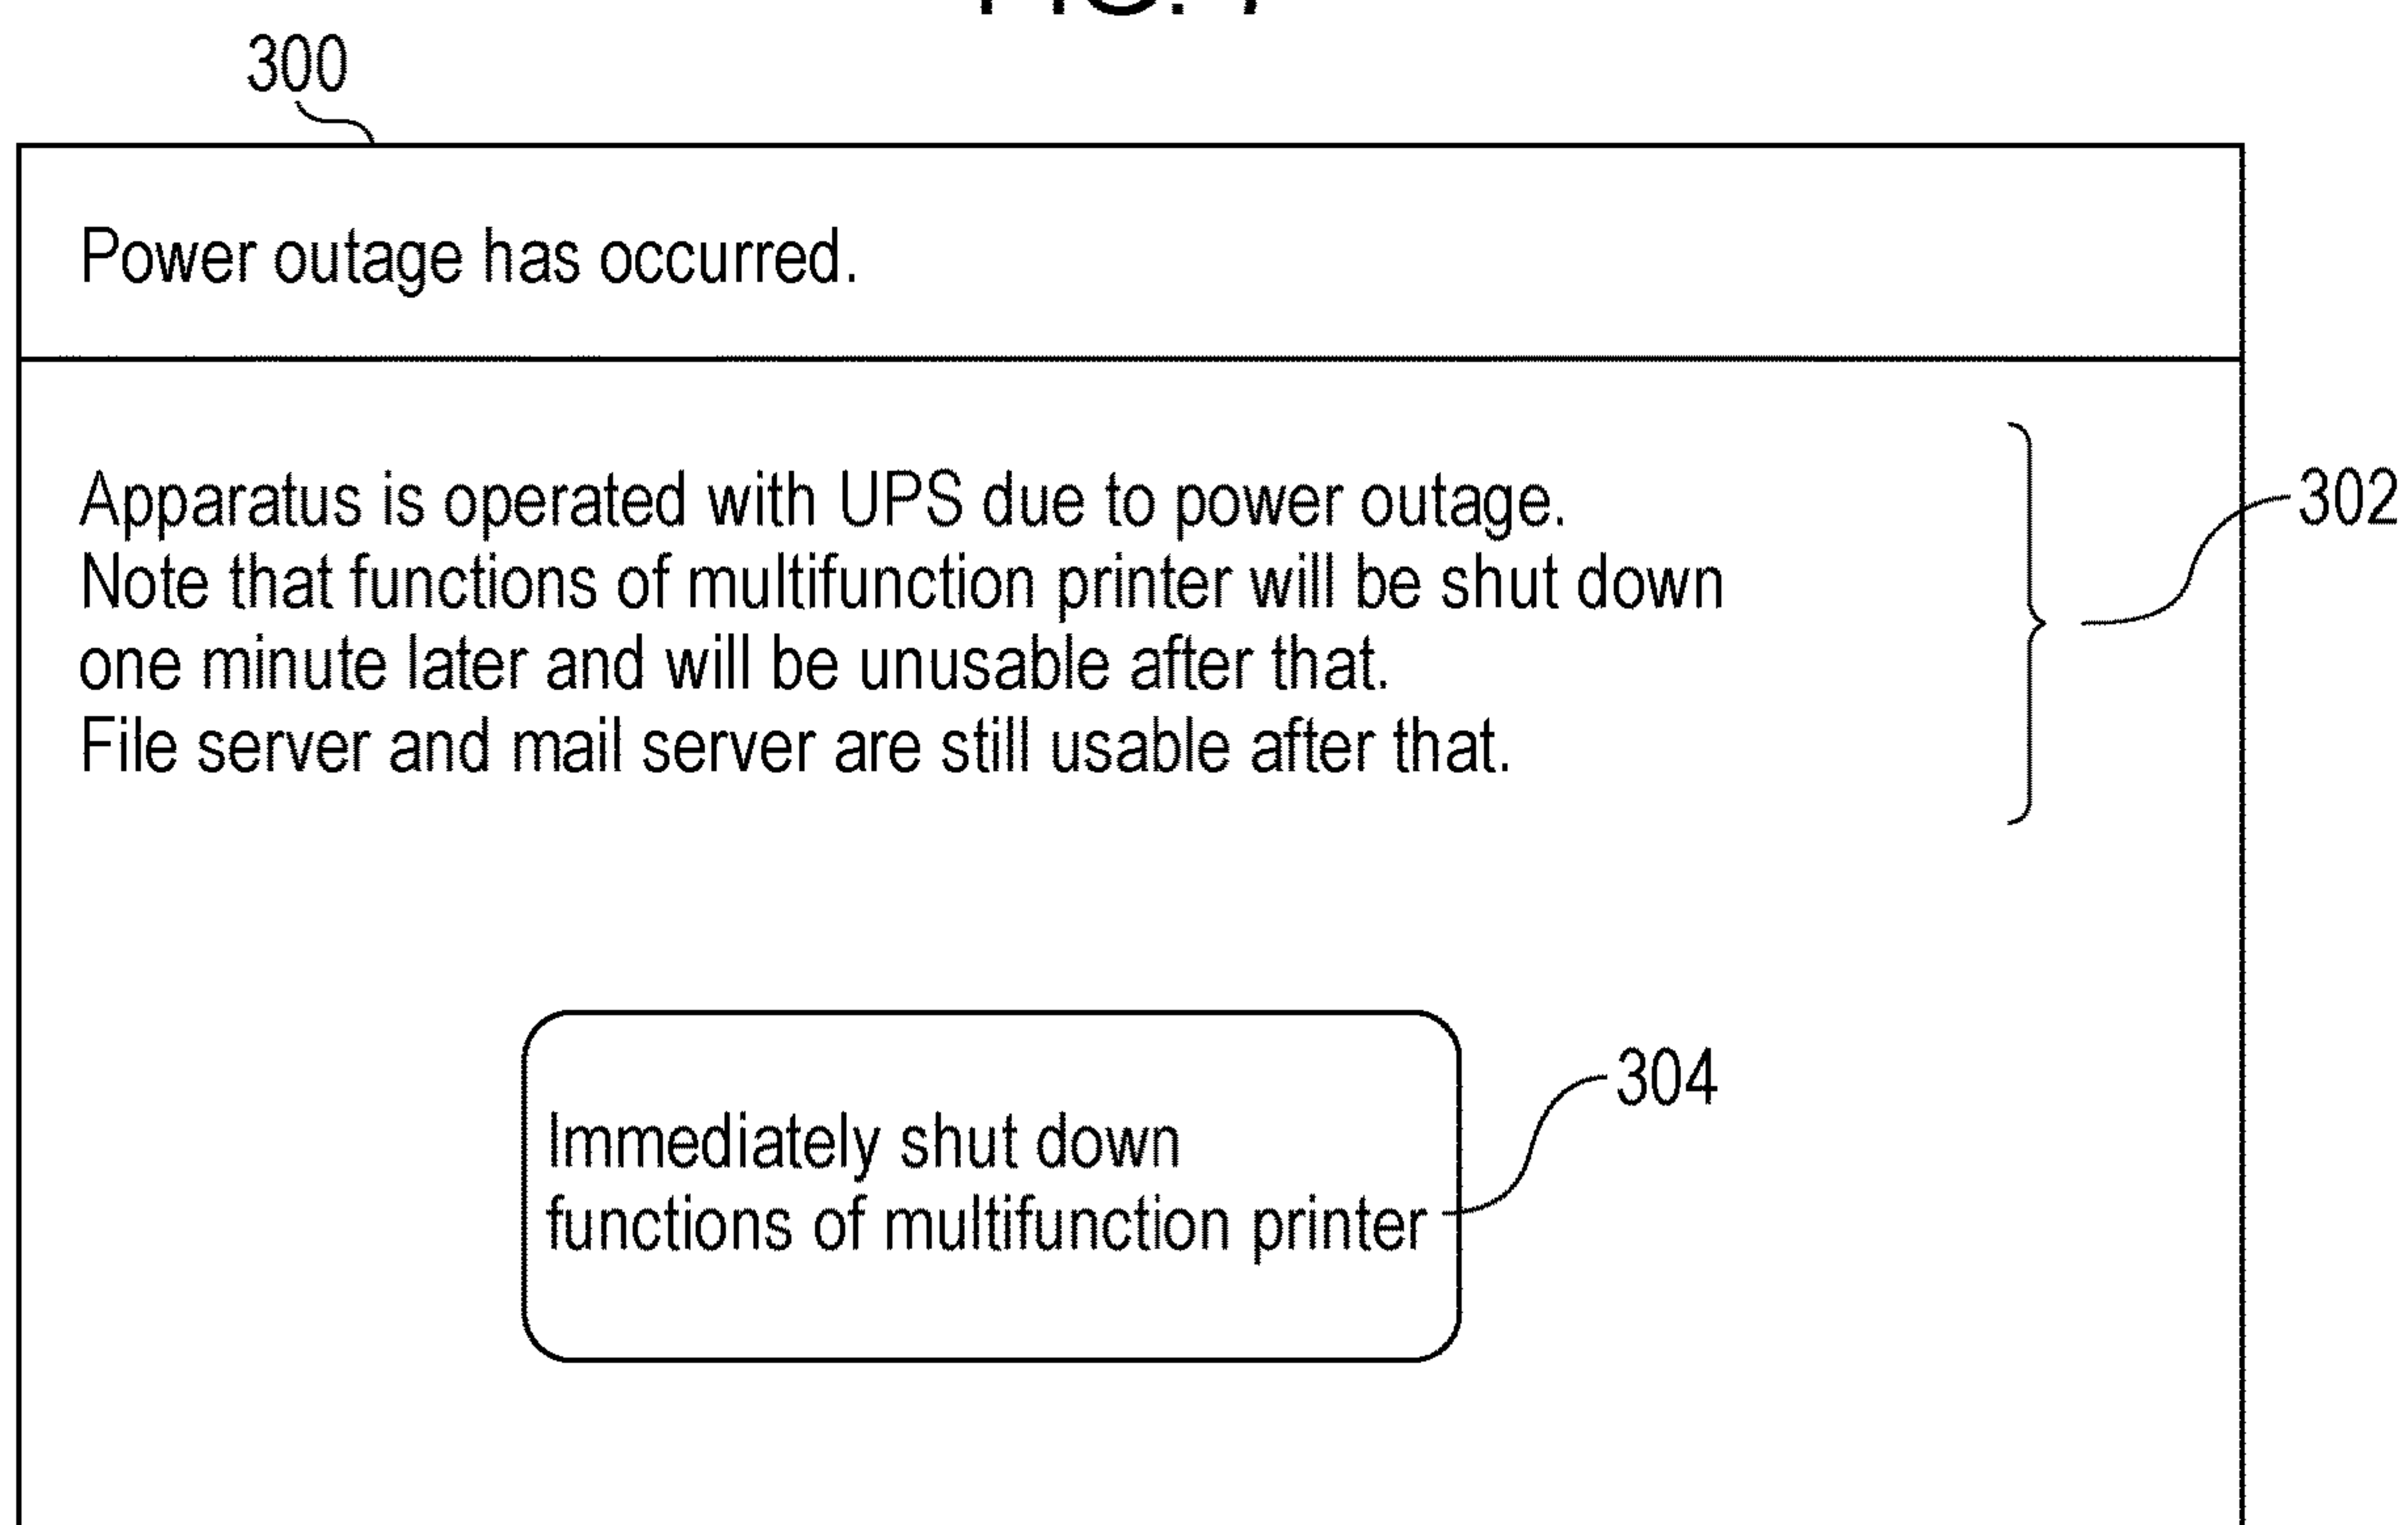 300
Power outage has occurred.
Apparatus is operated with UPS due to power outage.
Note that functions of multifunction printer will be shut down
one minute later and will be unusable after that.
File server and mail server are still usable after that.
302
Immediately shut down
functions of multifunction printer
304